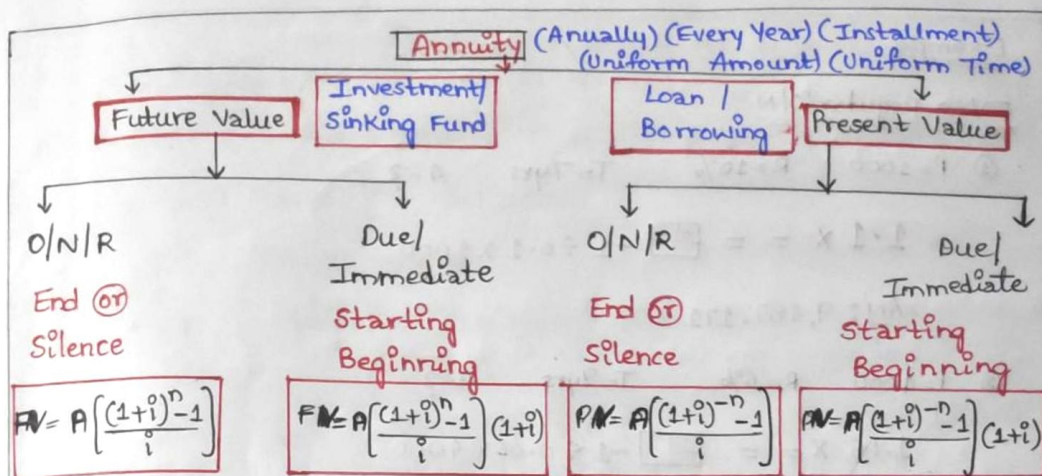 Annuity (Anually) (Every Year) (Installment)
(Uniform Amount) (Uniform Time)
Future Value
Investment/
Sinking Fund
Loan /
Borrowing
Present Value
O/N/R
End or
Silence
FV = A[((1+i)^n - 1)/i]
Due/
Immediate
Starting
Beginning
FV = A[((1+i)^n - 1)/i] (1+i)
O/N/R
End or
Silence
PV = A[((1+i)^-n - 1)/i]
Due/
Immediate
Starting
Beginning
PV = A[((1+i)^-n - 1)/i] (1+i)